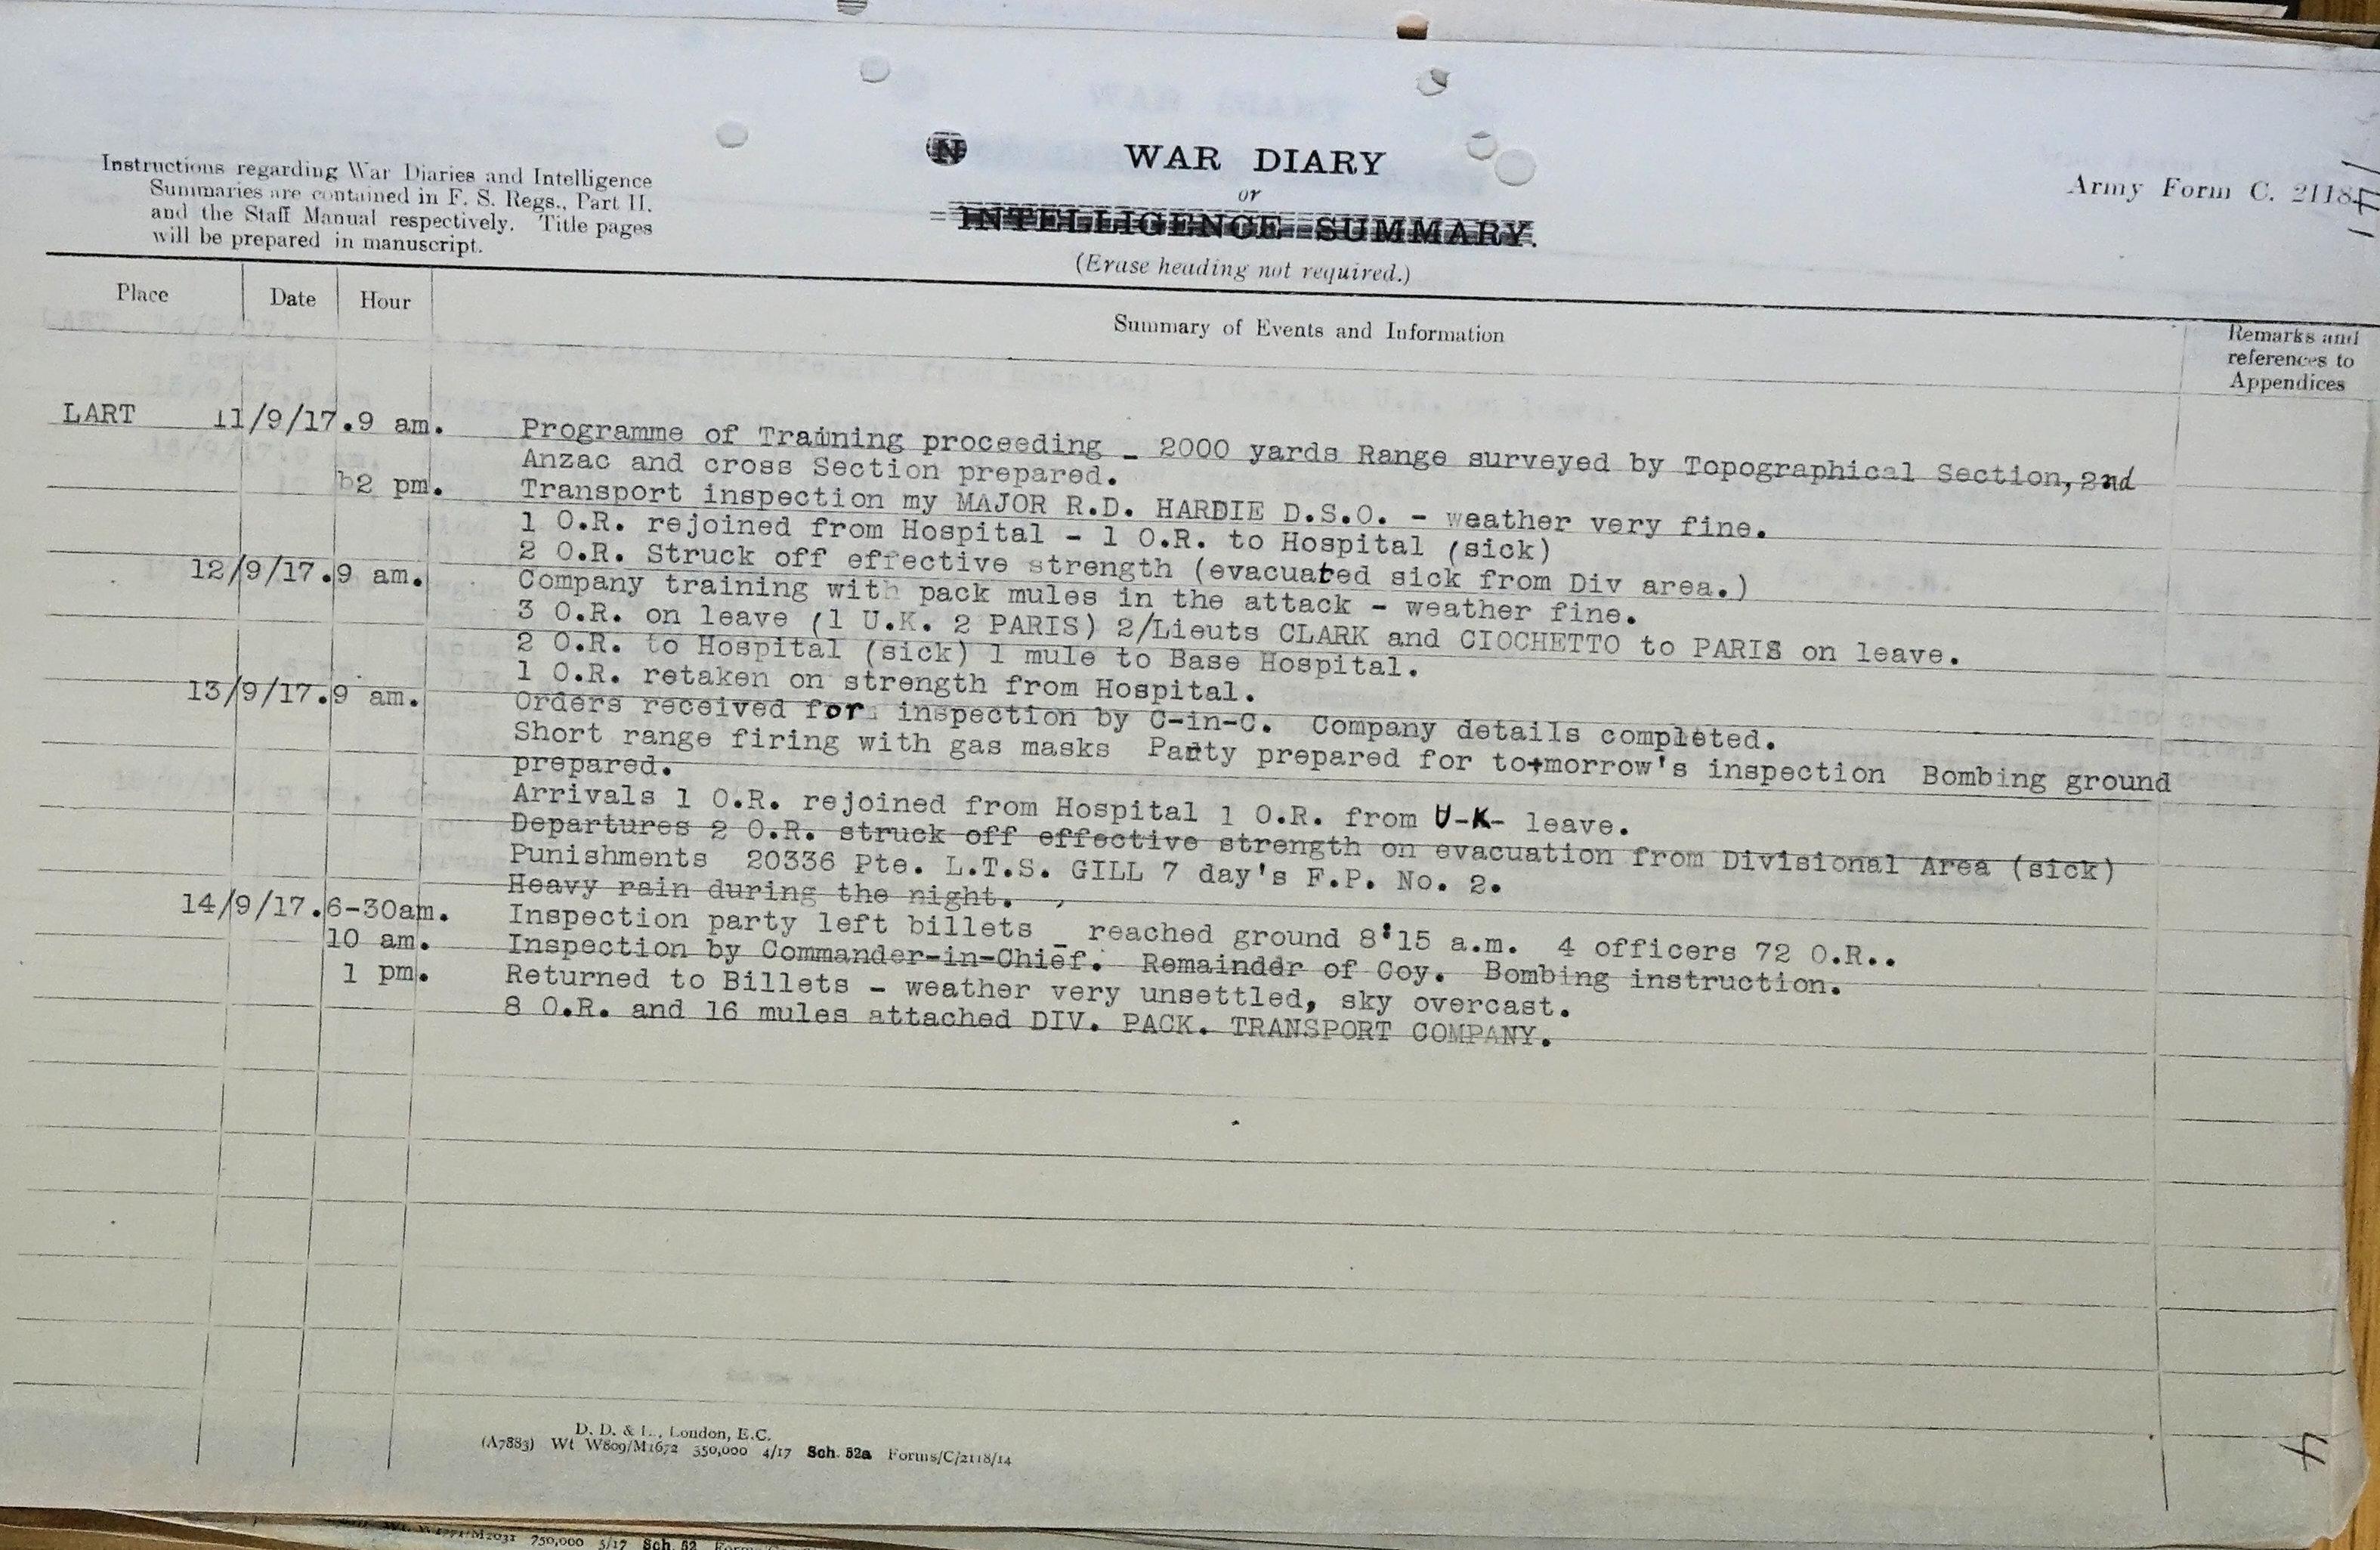 N WAR DIARY
or
INTELLIGENCE SUMMARY.
(Erase heading not required.)
Army Form C. 2118.
171
Instructions regarding War Diaries and Intelligence
Summaries are contained in F. S. Regs., Part II.
and the Staff Manual respectively. Title pages
will be prepared in manuscript.
Place Date Hour Summary of Events and Information Remarks and
references to
Appendices
LART 11/9/17. 9 am. Programme of Training proceeding _ 2000 yards Range surveyed by Topographical Section, 2nd
Anzac and cross Section prepared.
2 pm. Transport inspection my MAJOR R.D. HARDIE D.S.O. - weather very fine.
1 O.R. rejoined from Hospital - 1 O.R. to Hospital (sick)
2 O.R. Struck off effective strength (evacuated sick from Div area.)
12/9/17. 9 am. Company training with pack mules in the attack - weather fine.
3 O.R. on leave (1 U.K. 2 PARIS) 2/Lieuts CLARK and CIOCHETTO to PARIS on leave.
2 O.R. to Hospital (sick) 1 mule to Base Hospital.
1 O.R. retaken on strength from Hospital.
13/9/17. 9 am. Orders received for inspection by C-in-C. Company details completed.
Short range firing with gas masks Party prepared for to-morrow's inspection Bombing ground
prepared.
Arrivals 1 O.R. rejoined from Hospital 1 O.R. from U-K- leave.
Departures 2 O.R. struck off effective strength on evacuation from Divisional Area (sick)
Punishments 20336 Pte. L.T.S. GILL 7 day's F.P. No. 2.
Heavy rain during the night.
14/9/17. 6-30am. Inspection party left billets _ reached ground 8:15 a.m. 4 officers 72 O.R..
10 am. Inspection by Commander-in-Chief. Remainder of Coy. Bombing instruction.
1 pm. Returned to Billets - weather very unsettled, sky overcast.
8 O.R. and 16 mules attached DIV. PACK. TRANSPORT COMPANY.
4
D. D. & L., London, E.C.
(A7883) Wt W809/M1672 350,000 4/17 Sch. 52a Forms/C/2118/14
750,000 5/17 Sch. 52